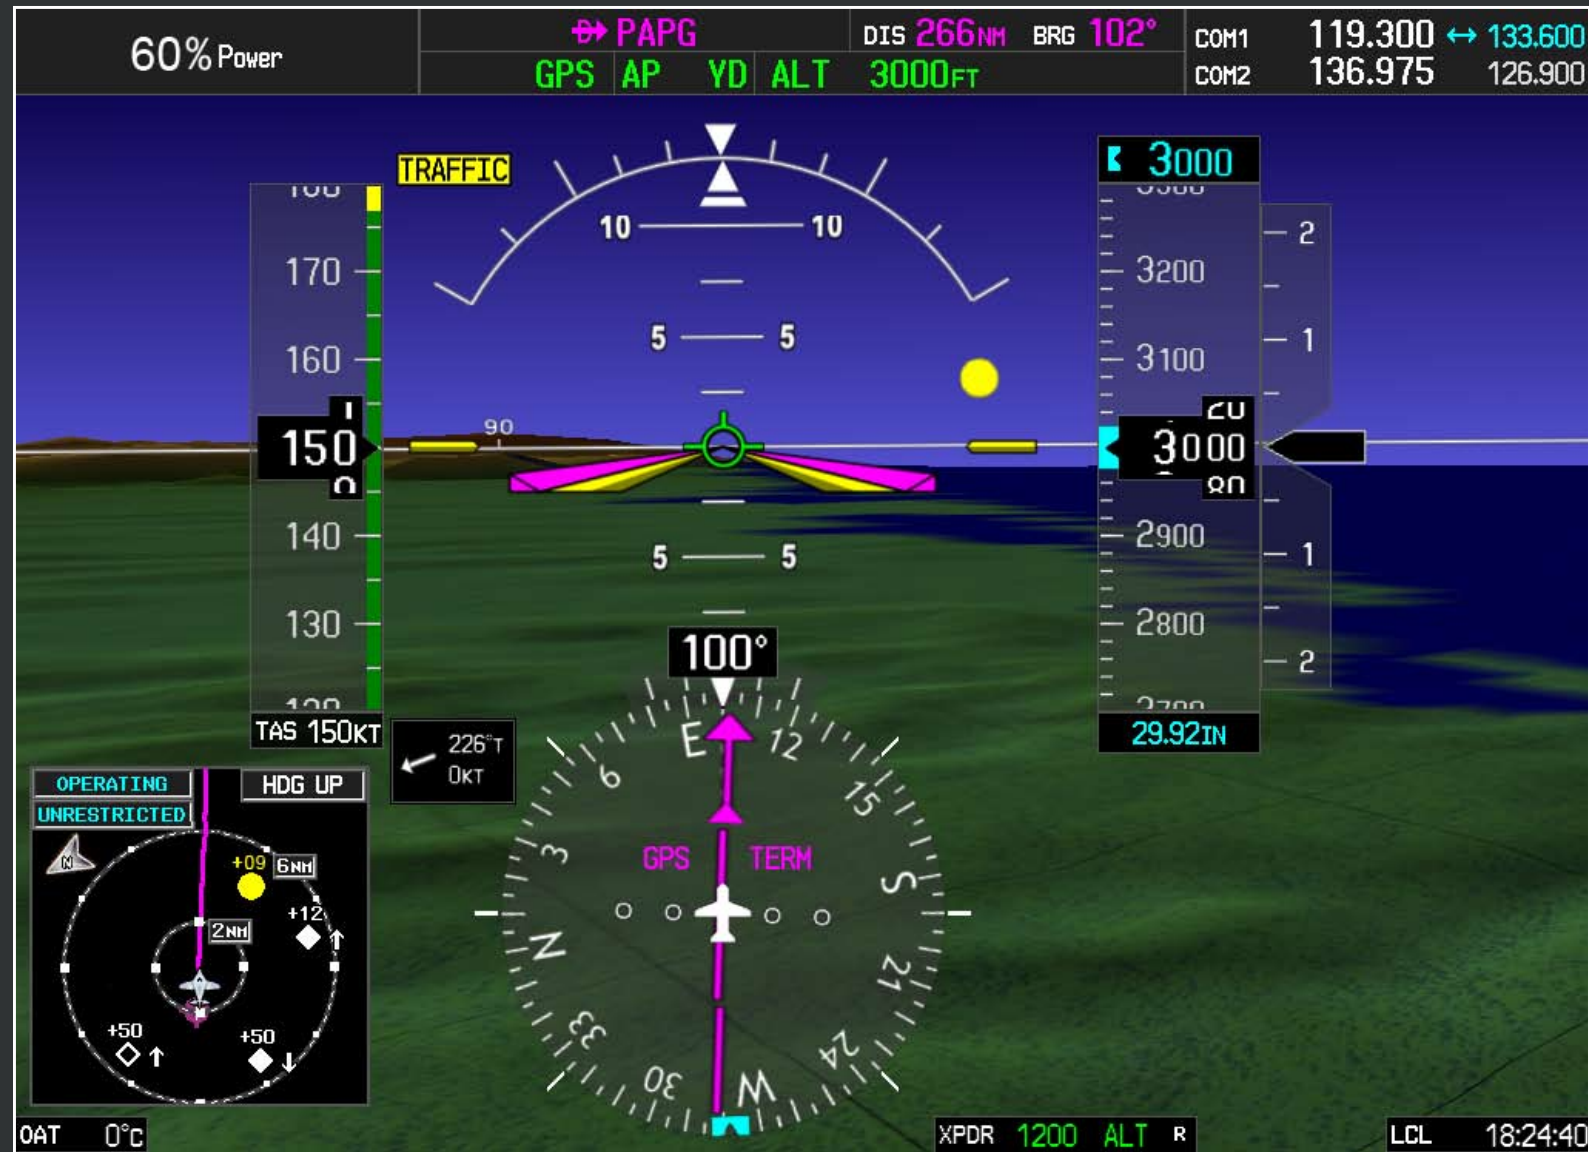 60% Power
D→ PAPG DIS 266NM BRG 102°
GPS AP YD ALT 3000FT
COM1 119.300 ↔ 133.600
COM2 136.975 126.900
TRAFFIC
10 10
5 5
90
5 5
170
160
150
140
130
TAS 150KT
3000
3200
3100
3000
20
80
2900
2800
29.92IN
2
1
1
2
100°
226°T
0KT
OPERATING
UNRESTRICTED
HDG UP
N
+09 6NM
+12
2NM
+50
+50
E 12 15 S 21 24 W 30 33 N 3 6
GPS TERM
OAT 0°C
XPDR 1200 ALT R
LCL 18:24:40